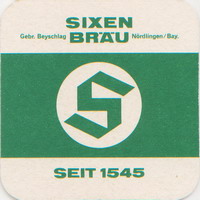 SIXEN
Gebr. Beyschlag BRÄU Nördlingen/Bay.
S
SEIT 1545